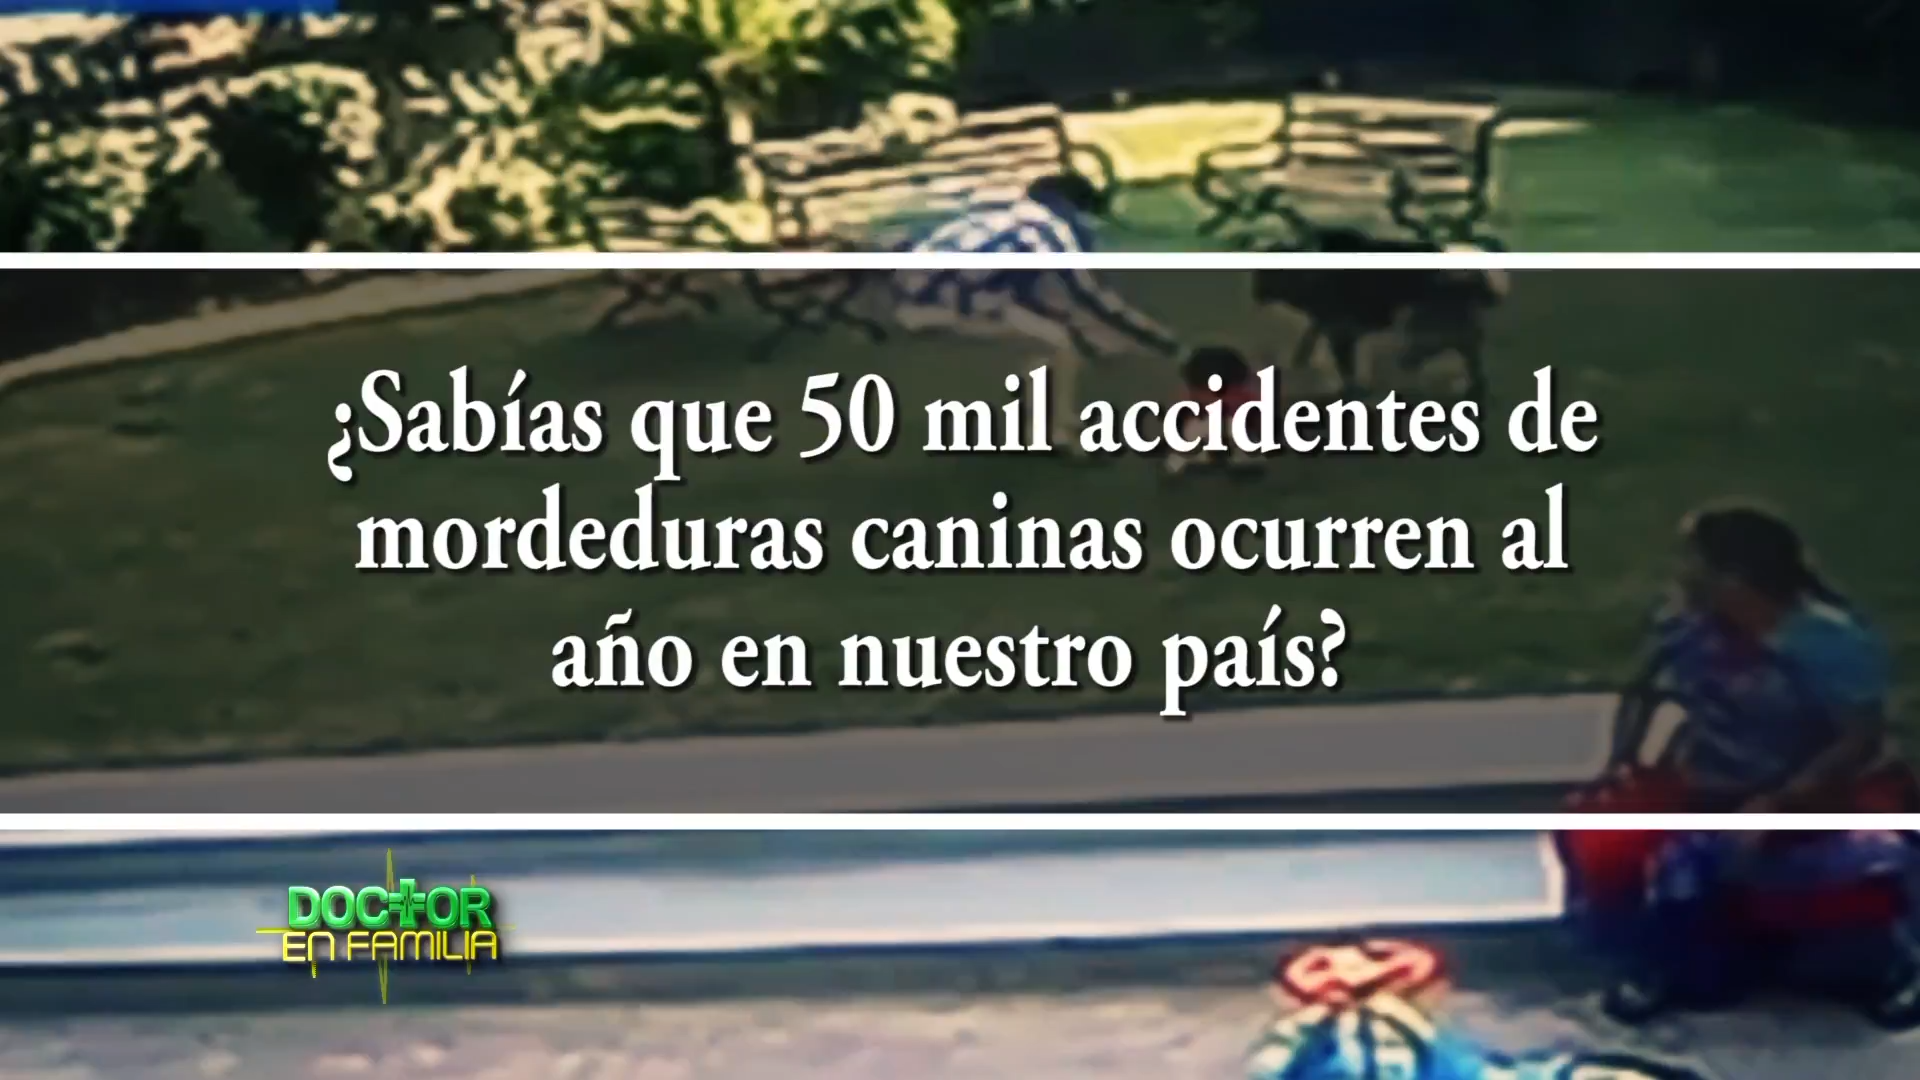 ¿Sabías que 50 mil accidentes de
mordeduras caninas ocurren al
año en nuestro país?
DOCTOR
EN FAMILIA